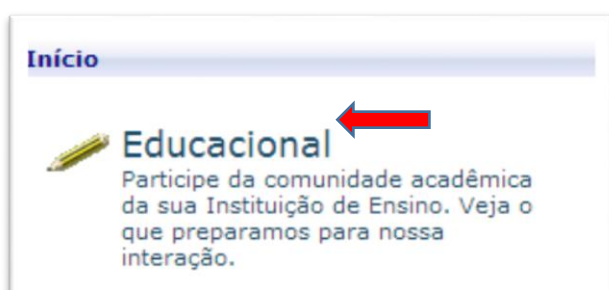 Início
Educacional
Participe da comunidade acadêmica
da sua Instituição de Ensino. Veja o
que preparamos para nossa
interação.